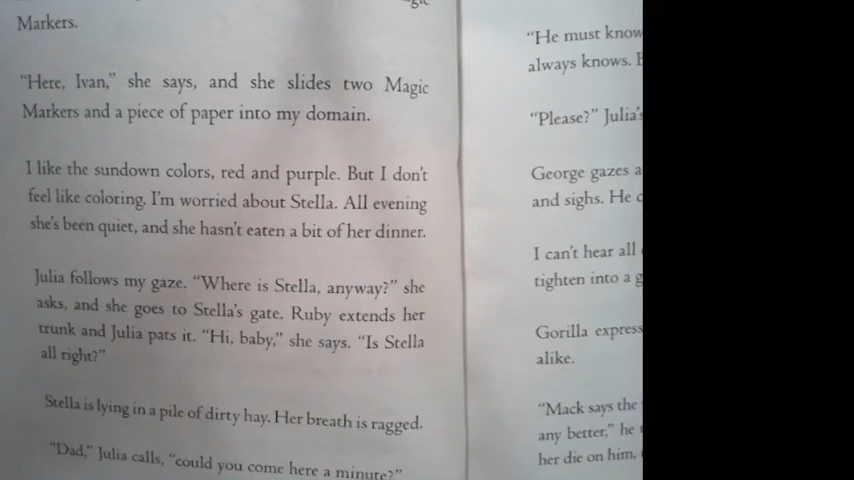 Markers.
"Here, Ivan," she says, and she slides two Magic
Markers and a piece of paper into my domain.
I like the sundown colors, red and purple. But I don't
feel like coloring. I'm worried about Stella. All evening
she's been quiet, and she hasn't eaten a bit of her dinner.
Julia follows my gaze. "Where is Stella, anyway?" she
asks, and she goes to Stella's gate. Ruby extends her
trunk and Julia pats it. "Hi, baby," she says. "Is Stella
all right?"
Stella is lying in a pile of dirty hay. Her breath is ragged.
"Dad," Julia calls, "could you come here a minute?"
"He must know
always knows.
"Please?" Julia's
George gazes a
and sighs. He
I can't hear all
tighten into a g
Gorilla express
alike.
"Mack says the
any better," he
her die on him,